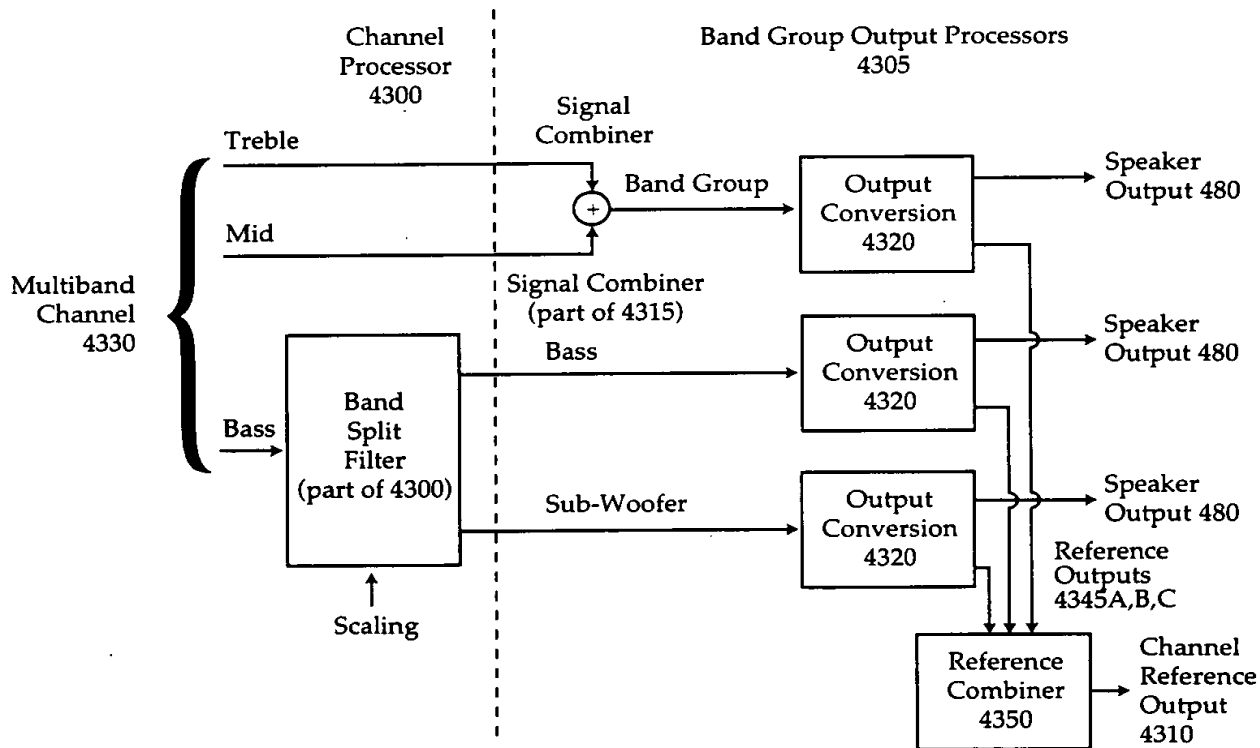 Channel
Processor
4300
Band Group Output Processors
4305
Treble
Signal
Combiner
Mid
+
Band Group
Output
Conversion
4320
Speaker
Output 480
Multiband
Channel
4330
Signal Combiner
(part of 4315)
Bass
Output
Conversion
4320
Speaker
Output 480
Bass
Band
Split
Filter
(part of 4300)
Sub-Woofer
Output
Conversion
4320
Speaker
Output 480
Reference
Outputs
4345A,B,C
Scaling
Reference
Combiner
4350
Channel
Reference
Output
4310